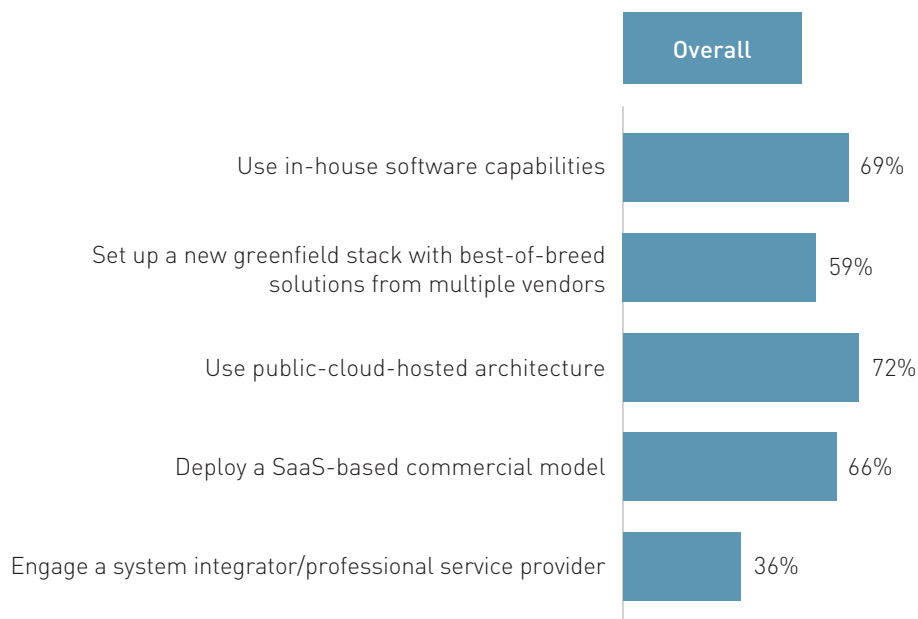 Overall
Use in-house software capabilities
69%
Set up a new greenfield stack with best-of-breed
solutions from multiple vendors
59%
Use public-cloud-hosted architecture
72%
Deploy a SaaS-based commercial model
66%
Engage a system integrator/professional service provider
36%